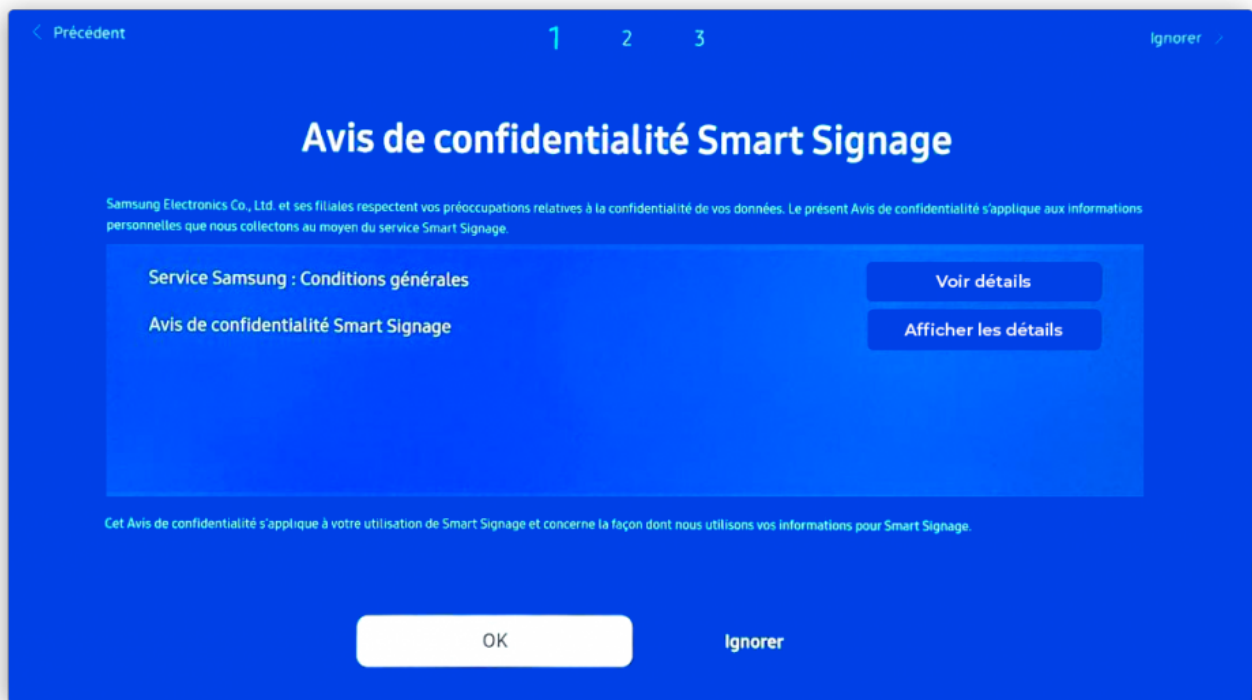 Précédent
1 2 3
Ignorer
Avis de confidentialité Smart Signage
Samsung Electronics Co., Ltd. et ses filiales respectent vos préoccupations relatives à la confidentialité de vos données. Le présent Avis de confidentialité s'applique aux informations
personnelles que nous collectons au moyen du service Smart Signage.
Service Samsung : Conditions générales
Voir détails
Avis de confidentialité Smart Signage
Afficher les détails
Cet Avis de confidentialité s'applique à votre utilisation de Smart Signage et concerne la façon dont nous utilisons vos informations pour Smart Signage.
OK
Ignorer